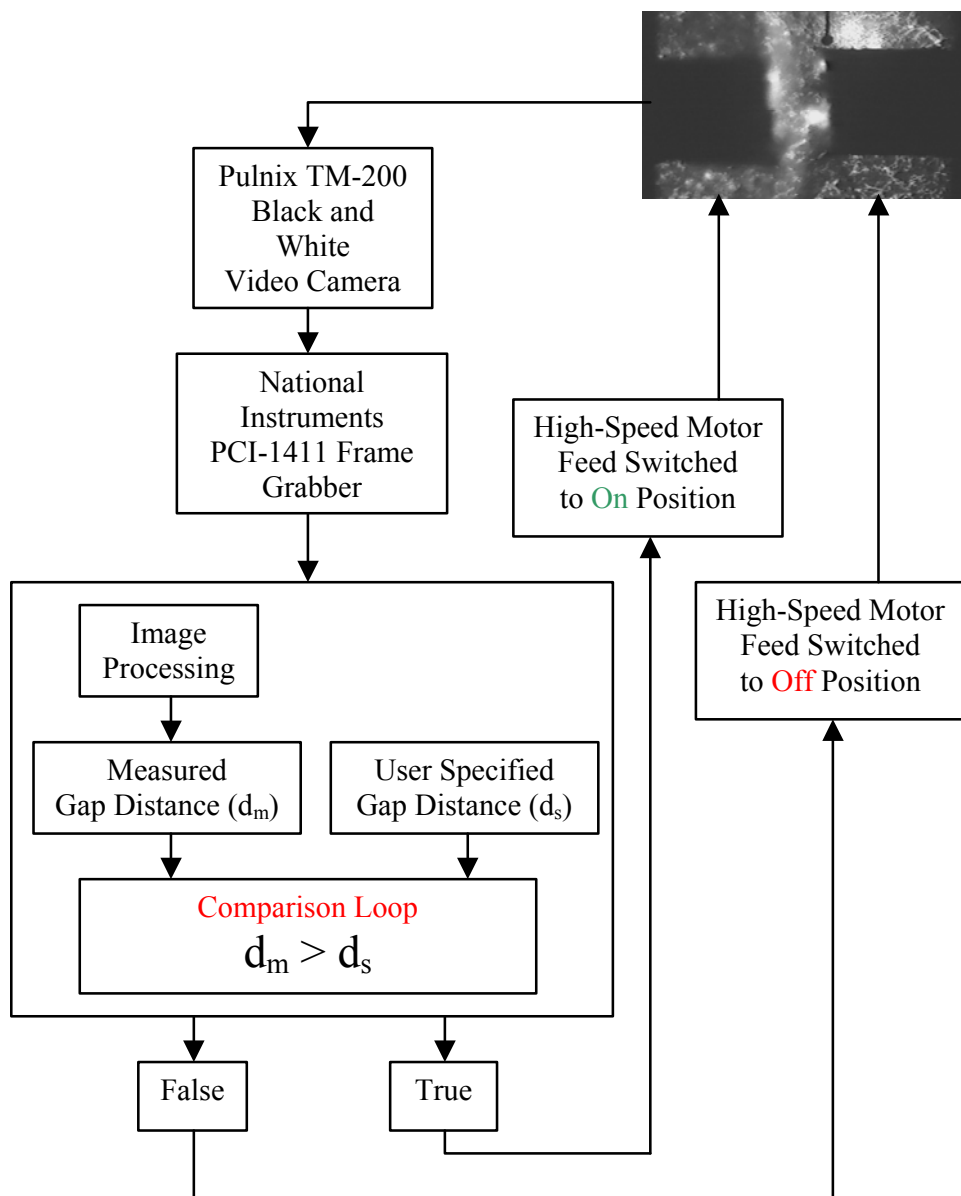 Pulnix TM-200
Black and
White
Video Camera
National
Instruments
PCI-1411 Frame
Grabber
High-Speed Motor
Feed Switched
to On Position
High-Speed Motor
Feed Switched
to Off Position
Image
Processing
Measured
Gap Distance (dₘ)
User Specified
Gap Distance (dₛ)
Comparison Loop
dₘ > dₛ
False
True